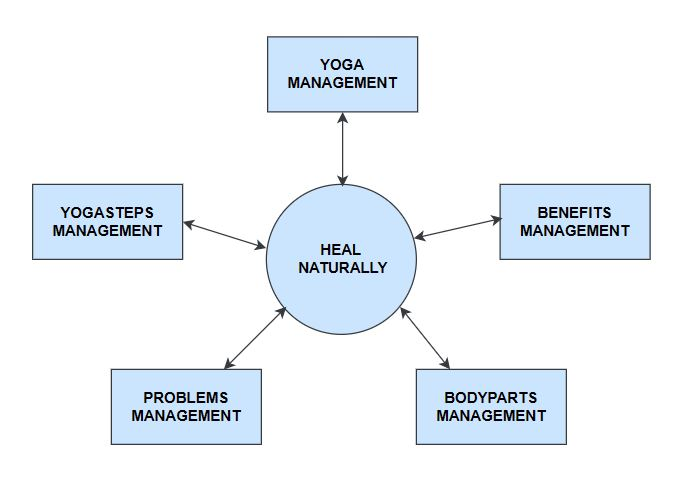 YOGA
MANAGEMENT
YOGASTEPS
MANAGEMENT
BENEFITS
MANAGEMENT
HEAL
NATURALLY
PROBLEMS
MANAGEMENT
BODYPARTS
MANAGEMENT